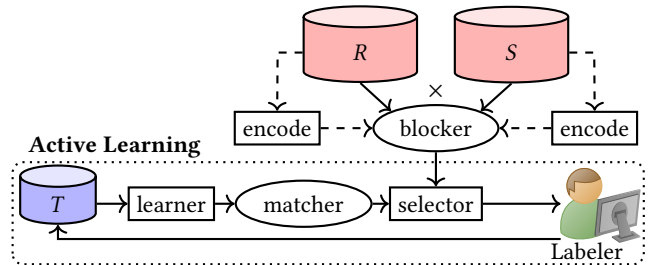 R
S
×
encode
blocker
encode
Active Learning
T
learner
matcher
selector
Labeler